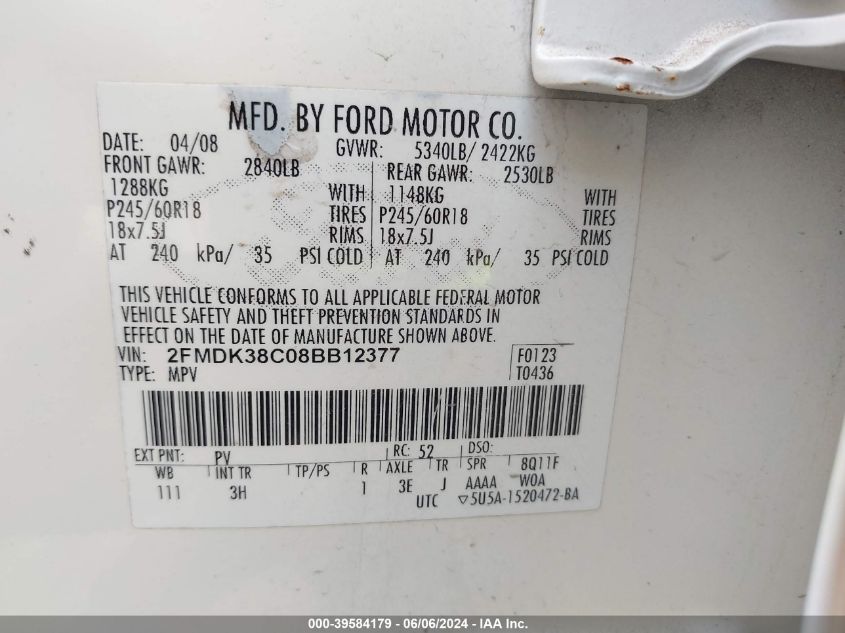 MFD. BY FORD MOTOR CO.
DATE: 04/08 GVWR: 5340LB/ 2422KG
FRONT GAWR: 2840LB REAR GAWR: 2530LB
1288KG WITH 1148KG WITH
P245/60R18 TIRES P245/60R18 TIRES
18x7.5J RIMS 18x7.5J RIMS
AT 240 kPa/ 35 PSI COLD AT 240 kPa/ 35 PSI COLD
THIS VEHICLE CONFORMS TO ALL APPLICABLE FEDERAL MOTOR
VEHICLE SAFETY AND THEFT PREVENTION STANDARDS IN
EFFECT ON THE DATE OF MANUFACTURE SHOWN ABOVE.
VIN: 2FMDK38C08BB12377 F0123
TYPE: MPV T0436
EXT PNT: PV RC: 52 DSO:
WB INT TR TP/PS R AXLE TR SPR 8Q11F
111 3H 1 3E J AAAA WOA
UTC ▽5U5A-1520472-BA
000-39584179 - 06/06/2024 - IAA Inc.